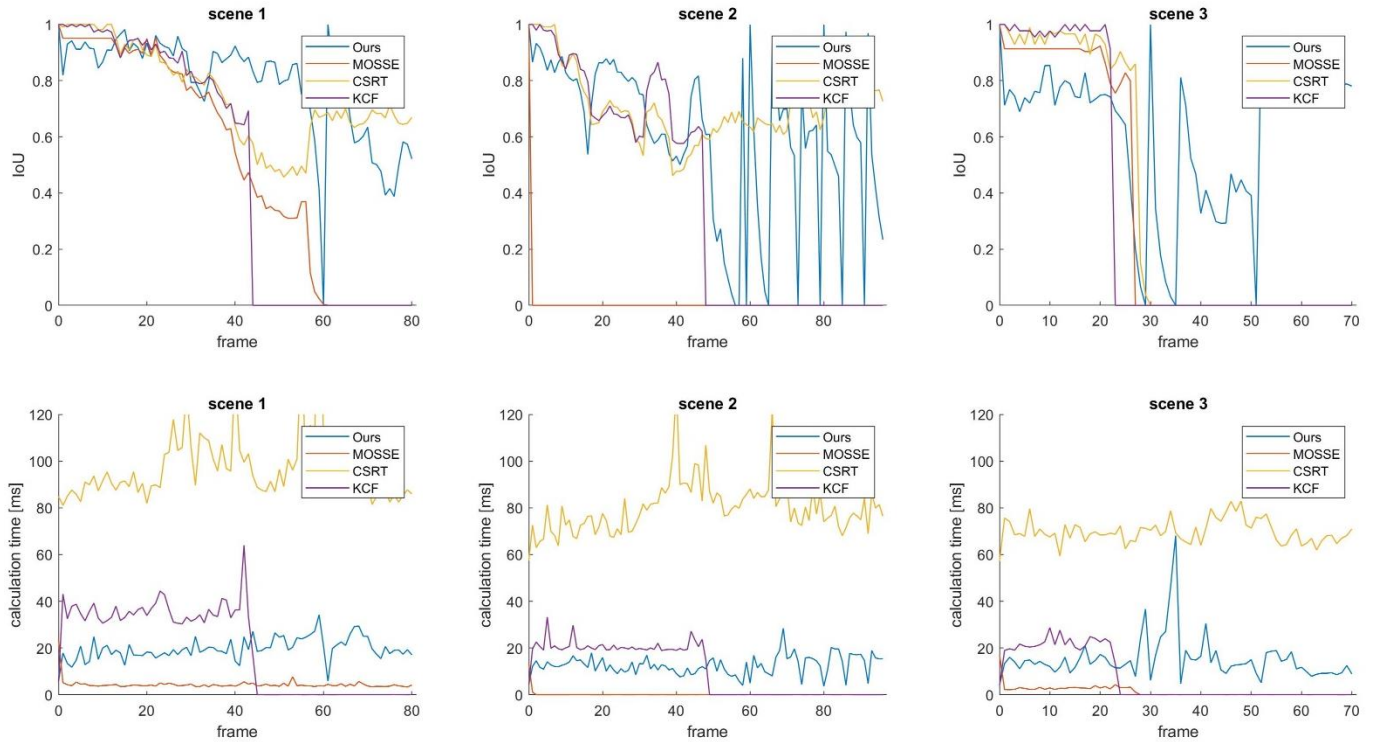 scene 1
1
0.8
0.6
0.4
0.2
0
IoU
0 20 40 60 80
frame
Ours
MOSSE
CSRT
KCF
scene 2
1
0.8
0.6
0.4
0.2
0
IoU
0 20 40 60 80
frame
Ours
MOSSE
CSRT
KCF
scene 3
1
0.8
0.6
0.4
0.2
0
IoU
0 10 20 30 40 50 60 70
frame
Ours
MOSSE
CSRT
KCF
scene 1
120
100
80
60
40
20
0
calculation time [ms]
0 20 40 60 80
frame
Ours
MOSSE
CSRT
KCF
scene 2
120
100
80
60
40
20
0
calculation time [ms]
0 20 40 60 80
frame
Ours
MOSSE
CSRT
KCF
scene 3
120
100
80
60
40
20
0
calculation time [ms]
0 10 20 30 40 50 60 70
frame
Ours
MOSSE
CSRT
KCF